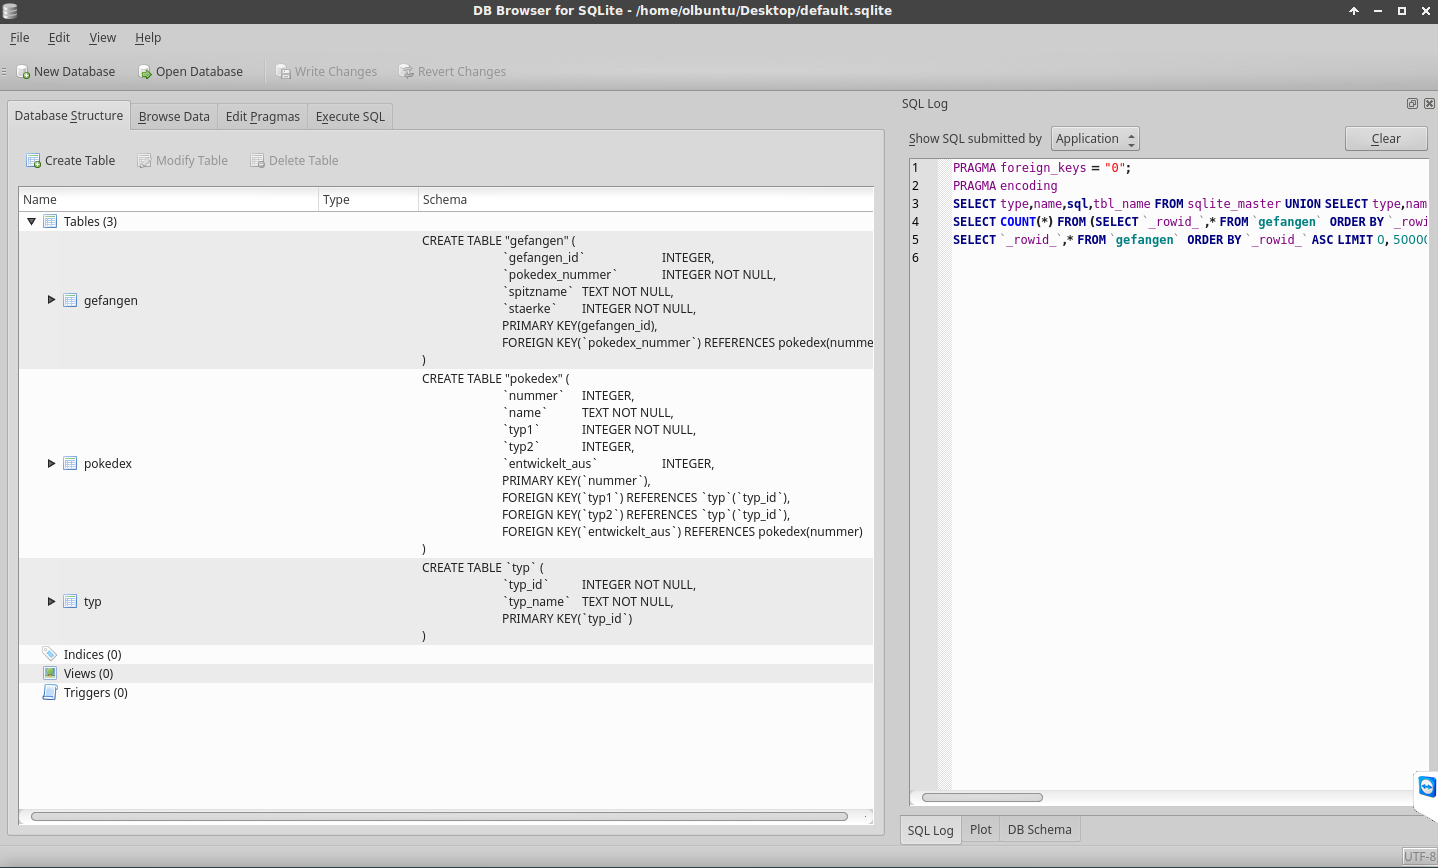 DB Browser for SQLite - /home/olbuntu/Desktop/default.sqlite
File Edit View Help
New Database Open Database Write Changes Revert Changes
Database Structure Browse Data Edit Pragmas Execute SQL
Create Table Modify Table Delete Table
Name Type Schema
Tables (3)
gefangen
CREATE TABLE "gefangen" (
`gefangen_id` INTEGER,
`pokedex_nummer` INTEGER NOT NULL,
`spitzname` TEXT NOT NULL,
`staerke` INTEGER NOT NULL,
PRIMARY KEY(gefangen_id),
FOREIGN KEY(`pokedex_nummer`) REFERENCES pokedex(numme
)
pokedex
CREATE TABLE "pokedex" (
`nummer` INTEGER,
`name` TEXT NOT NULL,
`typ1` INTEGER NOT NULL,
`typ2` INTEGER,
`entwickelt_aus` INTEGER,
PRIMARY KEY(`nummer`),
FOREIGN KEY(`typ1`) REFERENCES `typ`(`typ_id`),
FOREIGN KEY(`typ2`) REFERENCES `typ`(`typ_id`),
FOREIGN KEY(`entwickelt_aus`) REFERENCES pokedex(nummer)
)
typ
CREATE TABLE `typ` (
`typ_id` INTEGER NOT NULL,
`typ_name` TEXT NOT NULL,
PRIMARY KEY(`typ_id`)
)
Indices (0)
Views (0)
Triggers (0)
SQL Log
Show SQL submitted by Application Clear
1 PRAGMA foreign_keys = "0";
2 PRAGMA encoding
3 SELECT type,name,sql,tbl_name FROM sqlite_master UNION SELECT type,nam
4 SELECT COUNT(*) FROM (SELECT `_rowid_`,* FROM `gefangen` ORDER BY `_rowi
5 SELECT `_rowid_`,* FROM `gefangen` ORDER BY `_rowid_` ASC LIMIT 0, 5000
6
SQL Log Plot DB Schema
UTF-8